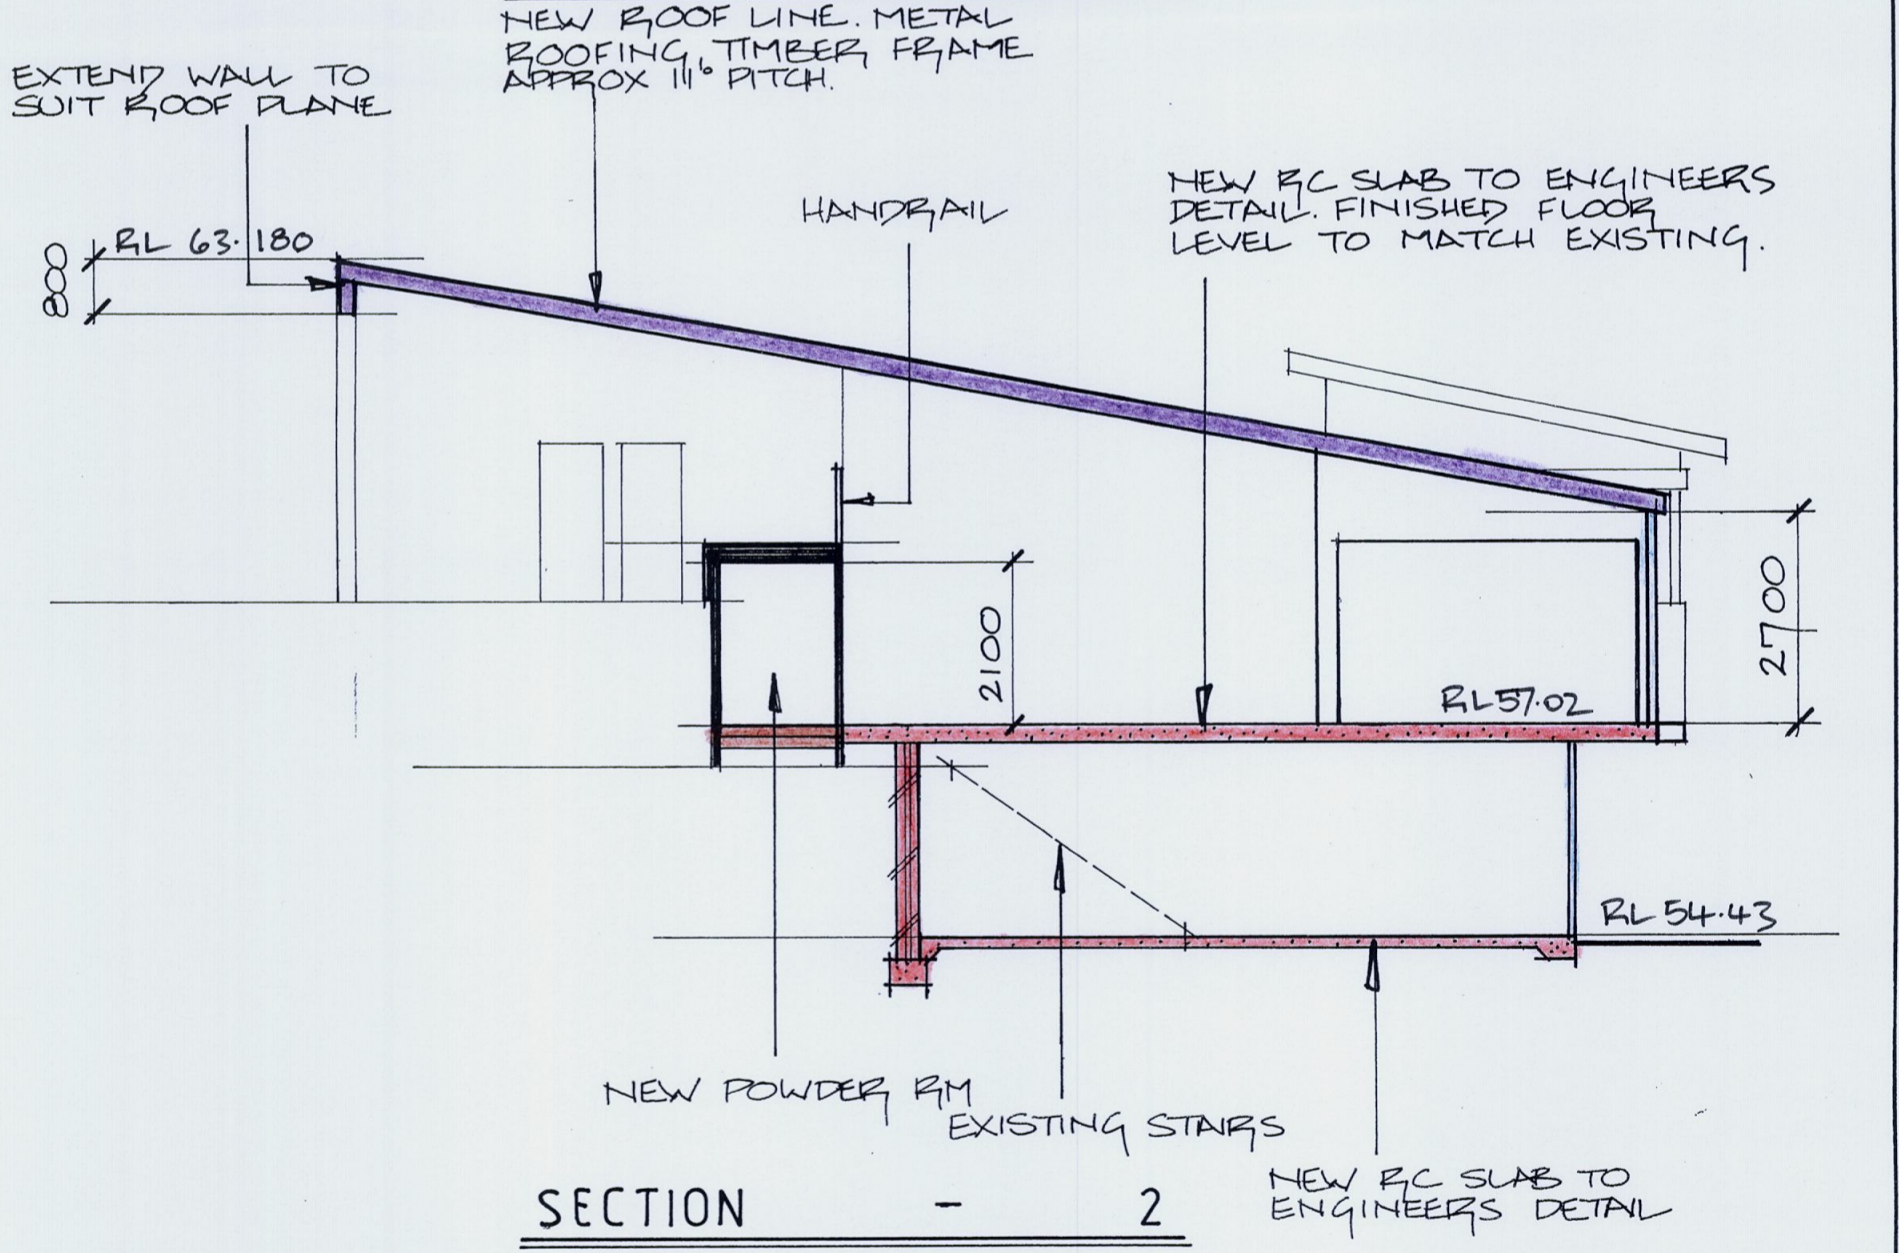 NEW ROOF LINE. METAL
ROOFING, TIMBER FRAME
APPROX 11° PITCH.
EXTEND WALL TO
SUIT ROOF PLANE
HANDRAIL
NEW RC SLAB TO ENGINEERS
DETAIL. FINISHED FLOOR
LEVEL TO MATCH EXISTING.
RL 63.180
800
2100
2700
RL 57.02
RL 54.43
NEW POWDER RM
EXISTING STAIRS
NEW RC SLAB TO
ENGINEERS DETAIL
SECTION - 2